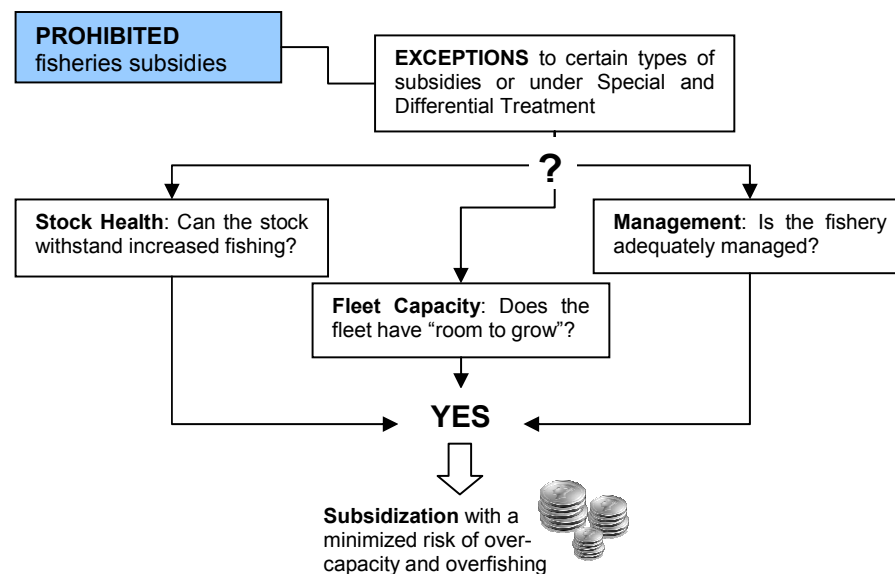 PROHIBITED
fisheries subsidies
EXCEPTIONS to certain types of
subsidies or under Special and
Differential Treatment
?
Stock Health: Can the stock
withstand increased fishing?
Management: Is the fishery
adequately managed?
Fleet Capacity: Does the
fleet have “room to grow”?
YES
Subsidization with a
minimized risk of over-
capacity and overfishing